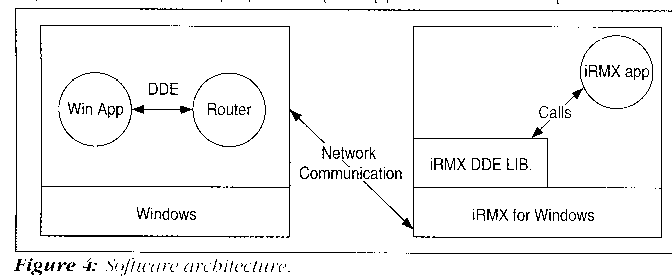 DDE
Win App
Router
Windows
Network
Communication
iRMX app
Calls
iRMX DDE LIB.
iRMX for Windows
Figure 4: Software architecture.